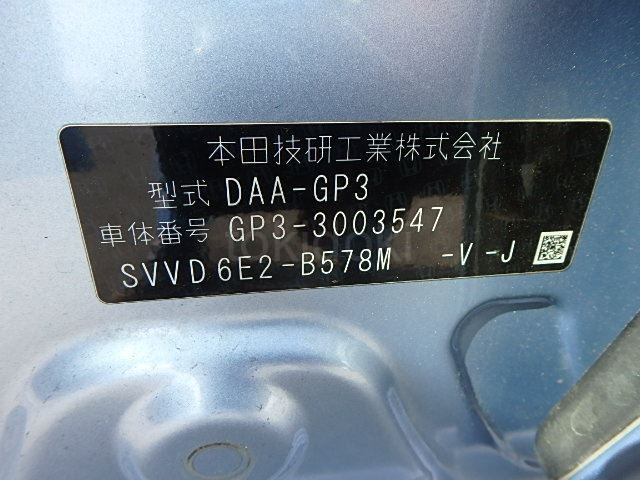 本田技研工業株式会社
型式 DAA-GP3
車体番号 GP3-3003547
SVVD6E2-B578M -V-J